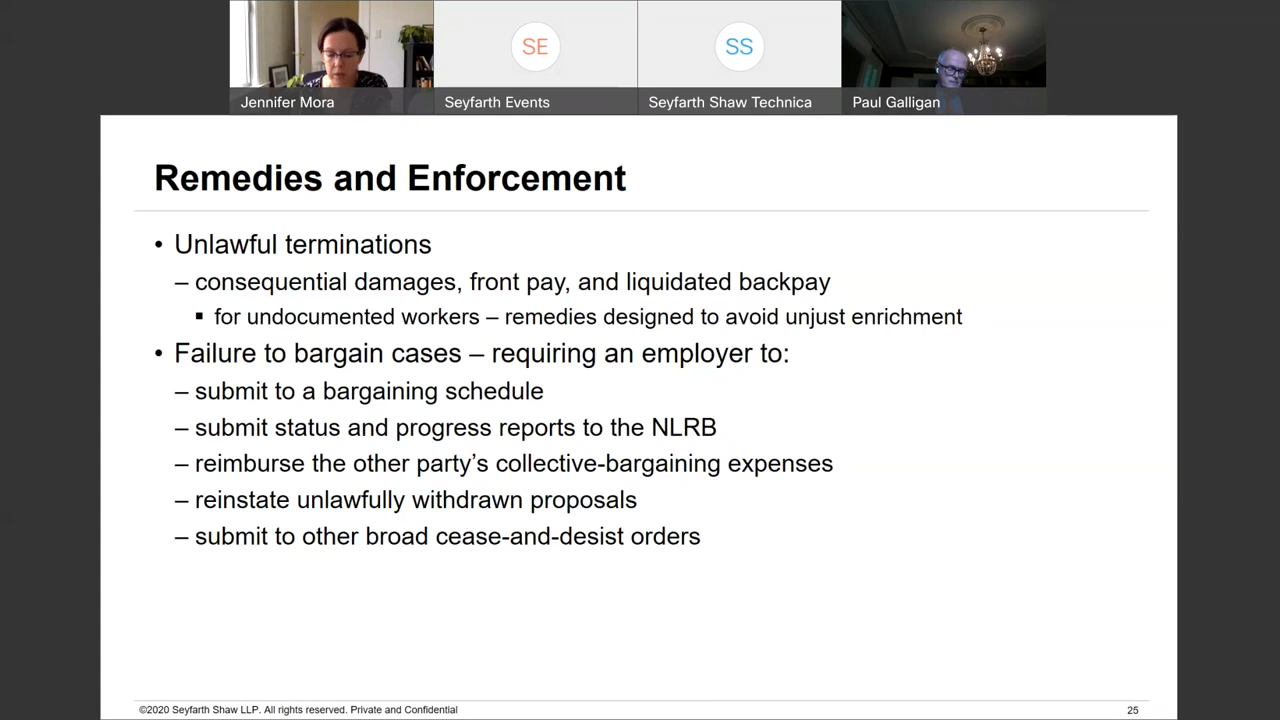 SE
SS
Jennifer Mora
Seyfarth Events
Seyfarth Shaw Technica
Paul Galligan
Remedies and Enforcement
• Unlawful terminations
– consequential damages, front pay, and liquidated backpay
▪ for undocumented workers – remedies designed to avoid unjust enrichment
• Failure to bargain cases – requiring an employer to:
– submit to a bargaining schedule
– submit status and progress reports to the NLRB
– reimburse the other party’s collective-bargaining expenses
– reinstate unlawfully withdrawn proposals
– submit to other broad cease-and-desist orders
©2020 Seyfarth Shaw LLP. All rights reserved. Private and Confidential
25